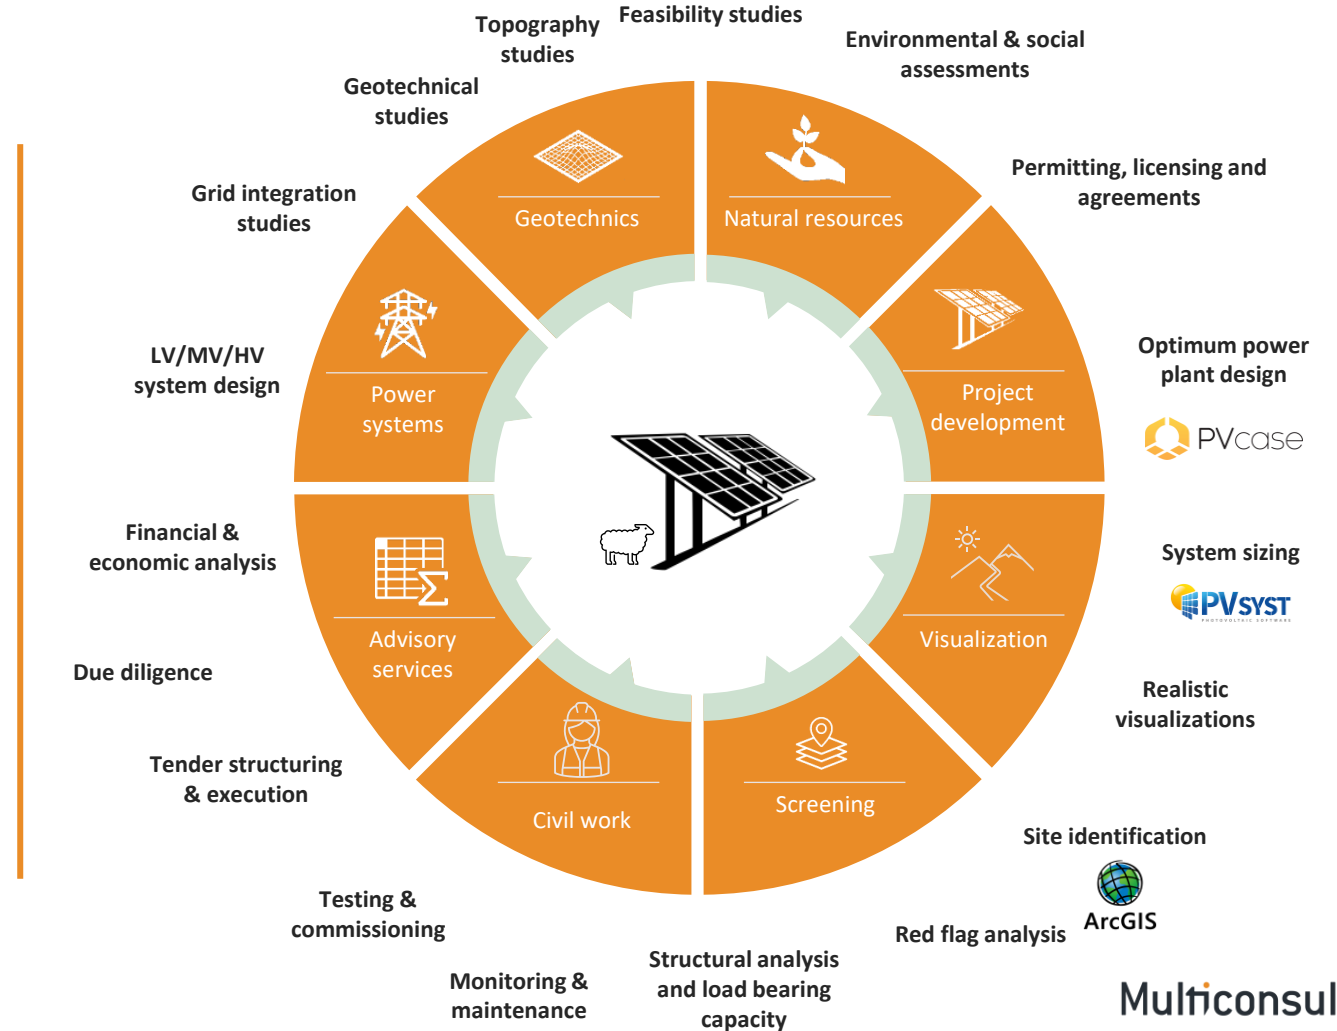 Feasibility studies
Topography
studies
Environmental & social
assessments
Geotechnical
studies
Permitting, licensing and
agreements
Grid integration
studies
Geotechnics
Natural resources
LV/MV/HV
system design
Power
systems
Project
development
Optimum power
plant design
PVcase
Financial &
economic analysis
Advisory
services
Visualization
System sizing
PVSYST
PHOTOVOLTAIC SOFTWARE
Due diligence
Realistic
visualizations
Tender structuring
& execution
Civil work
Screening
Site identification
ArcGIS
Testing &
commissioning
Red flag analysis
Monitoring &
maintenance
Structural analysis
and load bearing
capacity
Multiconsul